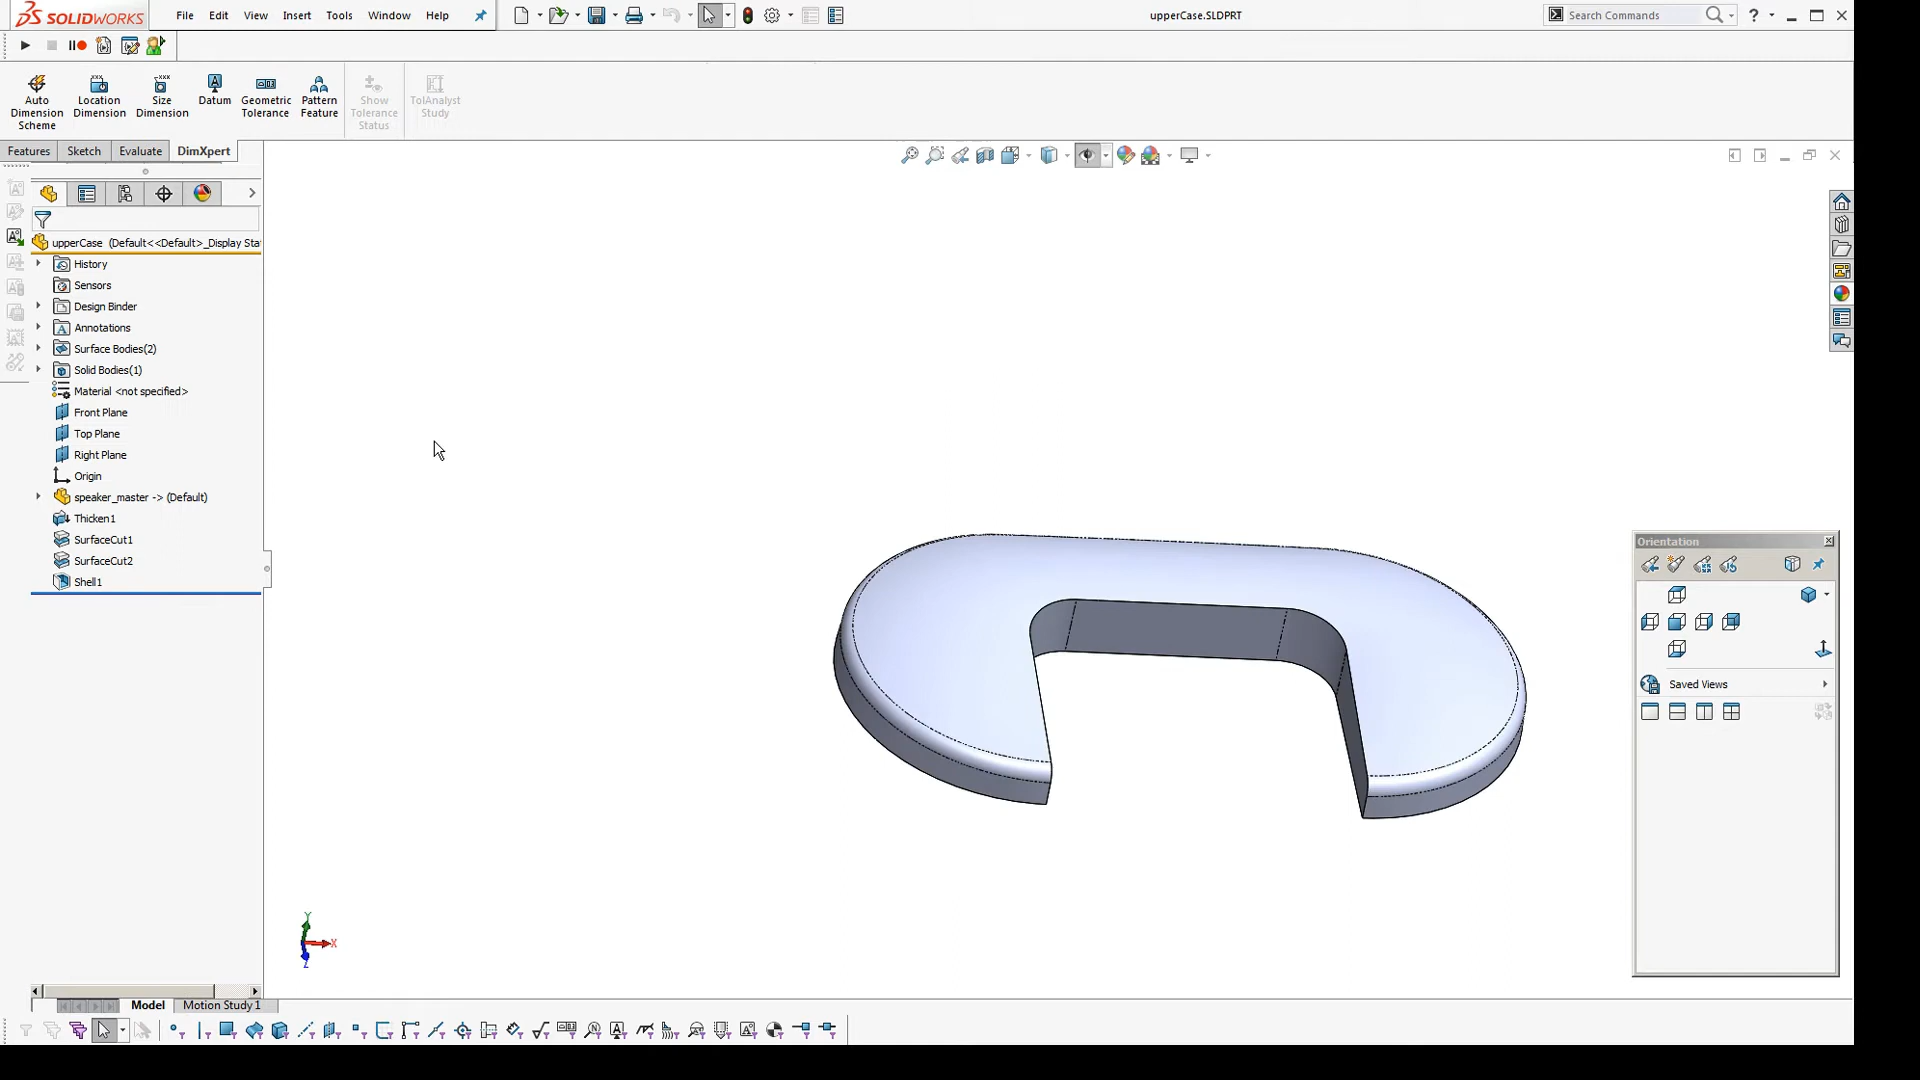 SOLIDWORKS File Edit View Insert Tools Window Help upperCase.SLDPRT Search Commands ?
Auto Dimension Scheme
Location Dimension
Size Dimension
Datum
Geometric Tolerance
Pattern Feature
Show Tolerance Status
TolAnalyst Study
Features Sketch Evaluate DimXpert
upperCase (Default<<Default>_Display Sta
History
Sensors
Design Binder
Annotations
Surface Bodies(2)
Solid Bodies(1)
Material <not specified>
Front Plane
Top Plane
Right Plane
Origin
speaker_master -> (Default)
Thicken1
SurfaceCut1
SurfaceCut2
Shell1
Orientation
Saved Views
Y
X
Z
Model Motion Study 1